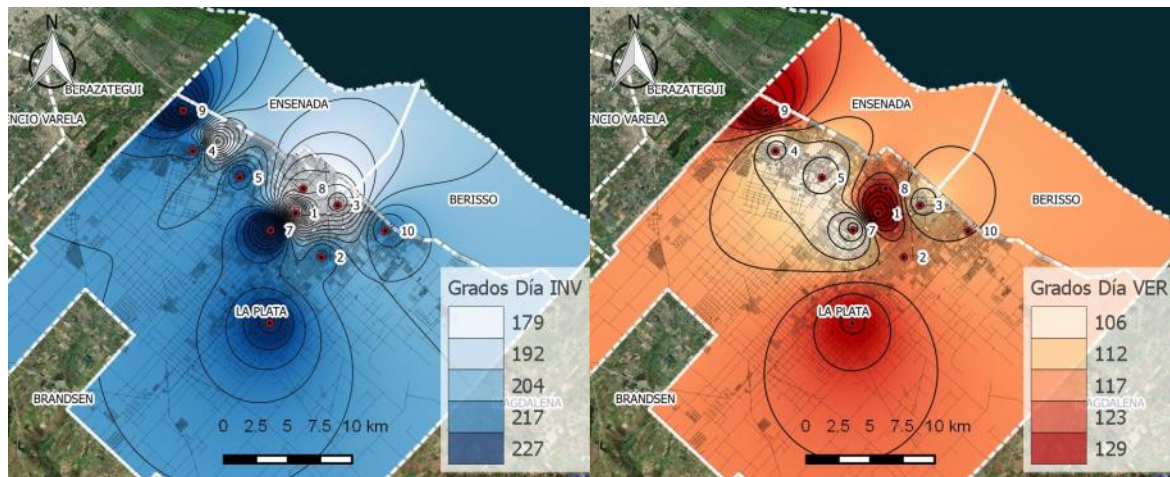 N
BERAZATEGUI
ENCIO VARELA
ENSENADA
9
4
5
8
1
3
7
10
2
BERISSO
LA PLATA
BRANDSEN
AGDALENA
0 2.5 5 7.5 10 km
Grados Día INV
179
192
204
217
227
N
BERAZATEGUI
ENCIO VARELA
ENSENADA
9
4
5
8
1
3
7
10
2
BERISSO
LA PLATA
BRANDSEN
AGDALENA
0 2.5 5 7.5 10 km
Grados Día VER
106
112
117
123
129